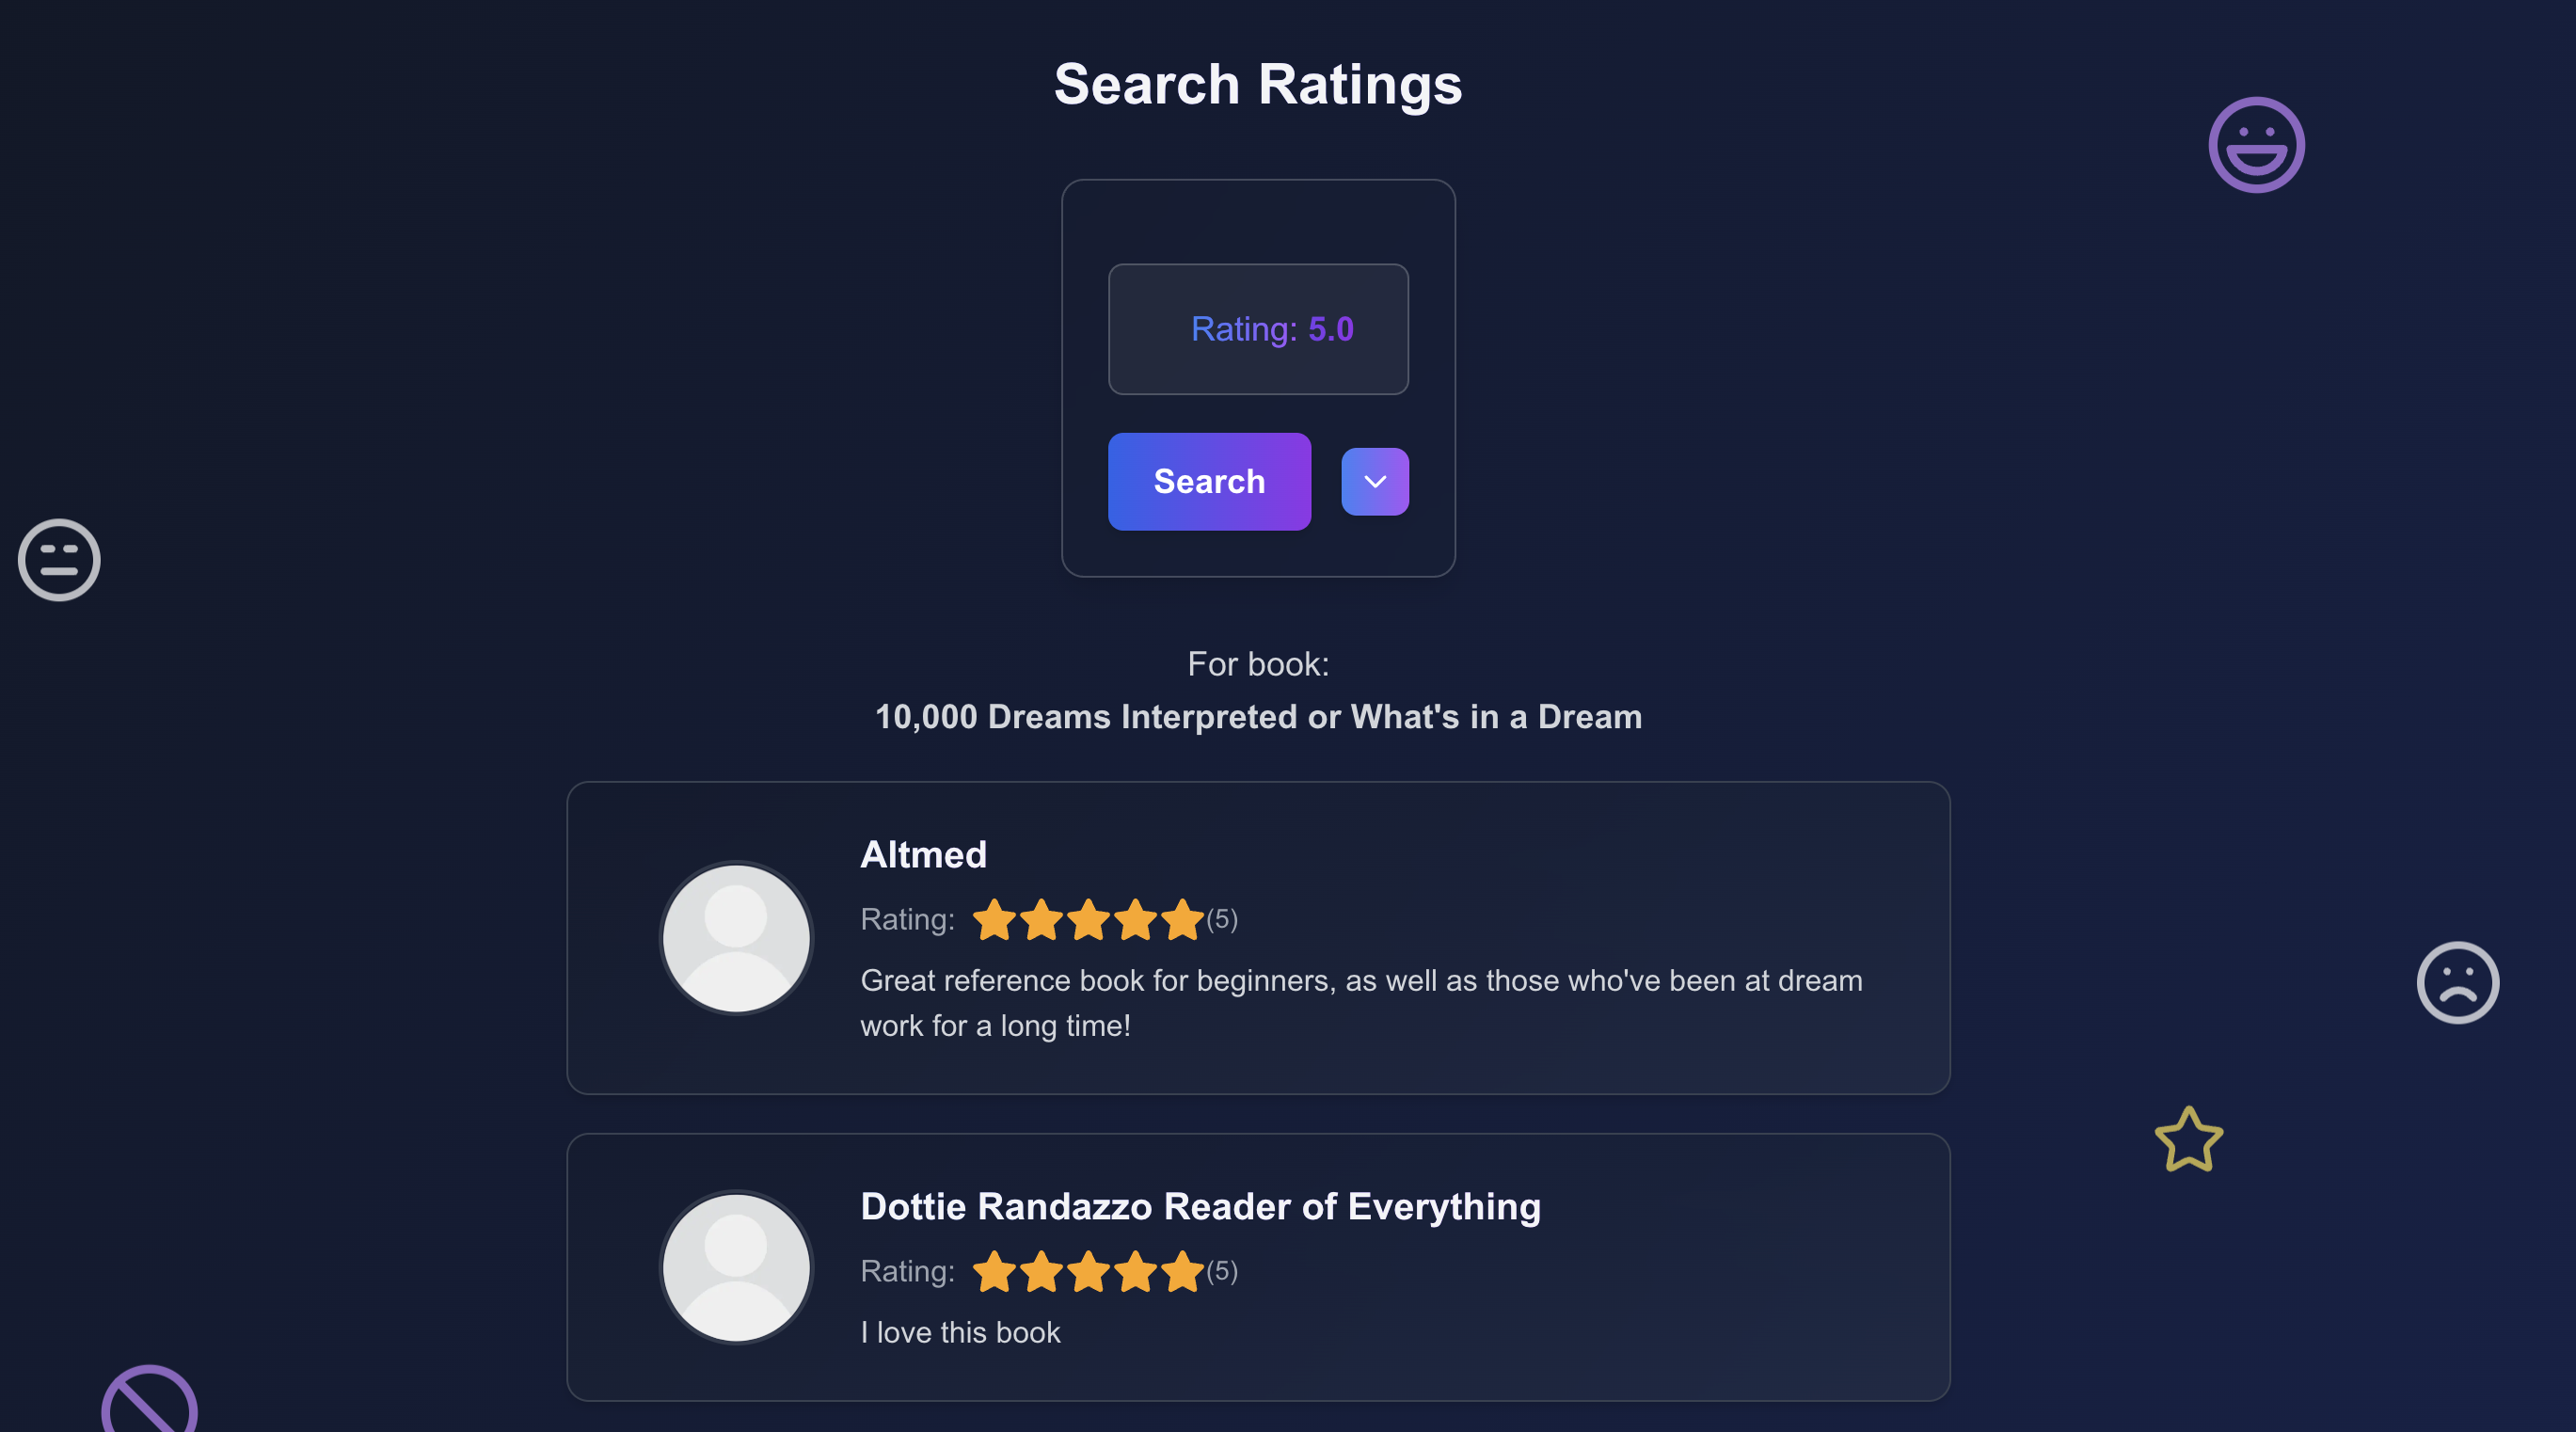 Search Ratings
Rating: 5.0
Search
For book:
10,000 Dreams Interpreted or What's in a Dream
Altmed
Rating: (5)
Great reference book for beginners, as well as those who've been at dream
work for a long time!
Dottie Randazzo Reader of Everything
Rating: (5)
I love this book